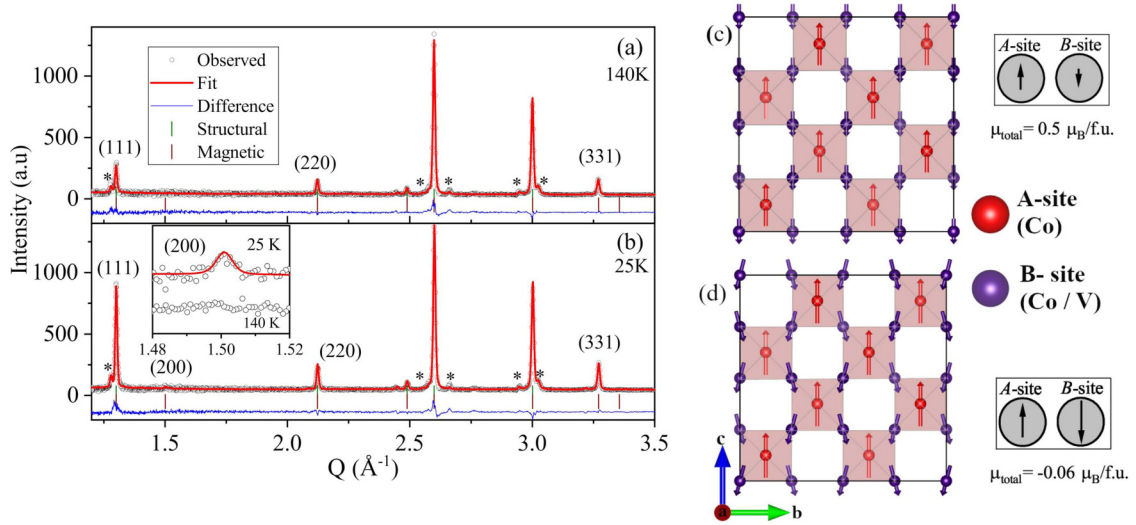 Observed
Fit
Difference
Structural
Magnetic
(a)
140K
(111)
(220)
(331)
* * * * *
1000
500
0
(b)
25K
(200)
25 K
140 K
1.48 1.50 1.52
(111)
(200)
(220)
(331)
* * * * *
1000
500
0
Intensity (a.u)
1.5 2.0 2.5 3.0 3.5
Q (Å-1)
(c)
A-site B-site
μtotal= 0.5 μB/f.u.
A-site
(Co)
B- site
(Co / V)
(d)
A-site B-site
μtotal= -0.06 μB/f.u.
c
a
b